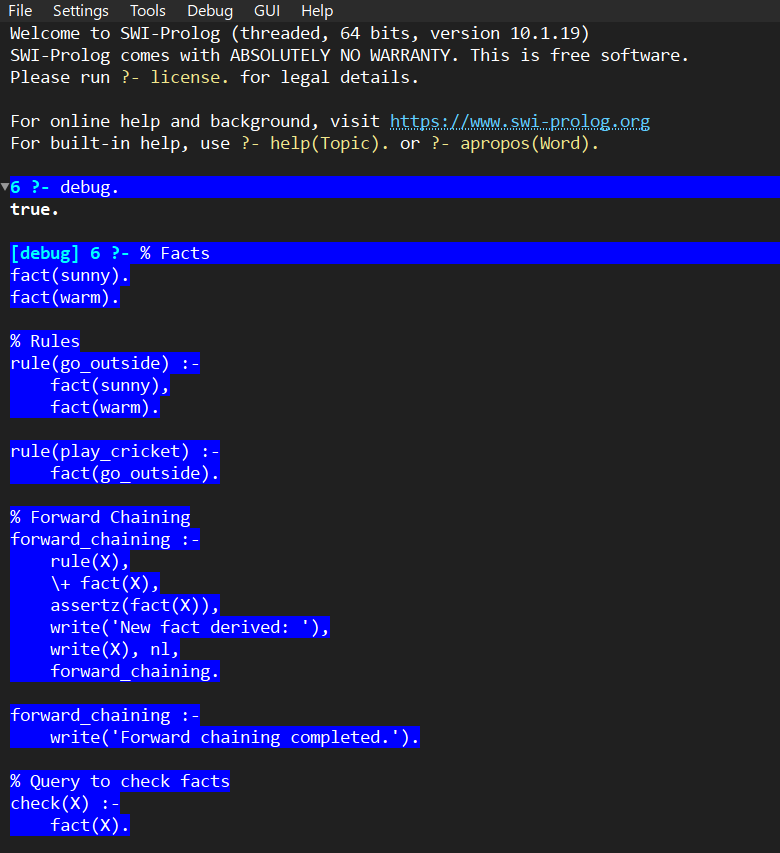 File Settings Tools Debug GUI Help
Welcome to SWI-Prolog (threaded, 64 bits, version 10.1.19)
SWI-Prolog comes with ABSOLUTELY NO WARRANTY. This is free software.
Please run ?- license. for legal details.
For online help and background, visit https://www.swi-prolog.org
For built-in help, use ?- help(Topic). or ?- apropos(Word).
6 ?- debug.
true.
[debug] 6 ?- % Facts
fact(sunny).
fact(warm).
% Rules
rule(go_outside) :-
    fact(sunny),
    fact(warm).
rule(play_cricket) :-
    fact(go_outside).
% Forward Chaining
forward_chaining :-
    rule(X),
    \+ fact(X),
    assertz(fact(X)),
    write('New fact derived: '),
    write(X), nl,
    forward_chaining.
forward_chaining :-
    write('Forward chaining completed.').
% Query to check facts
check(X) :-
    fact(X).